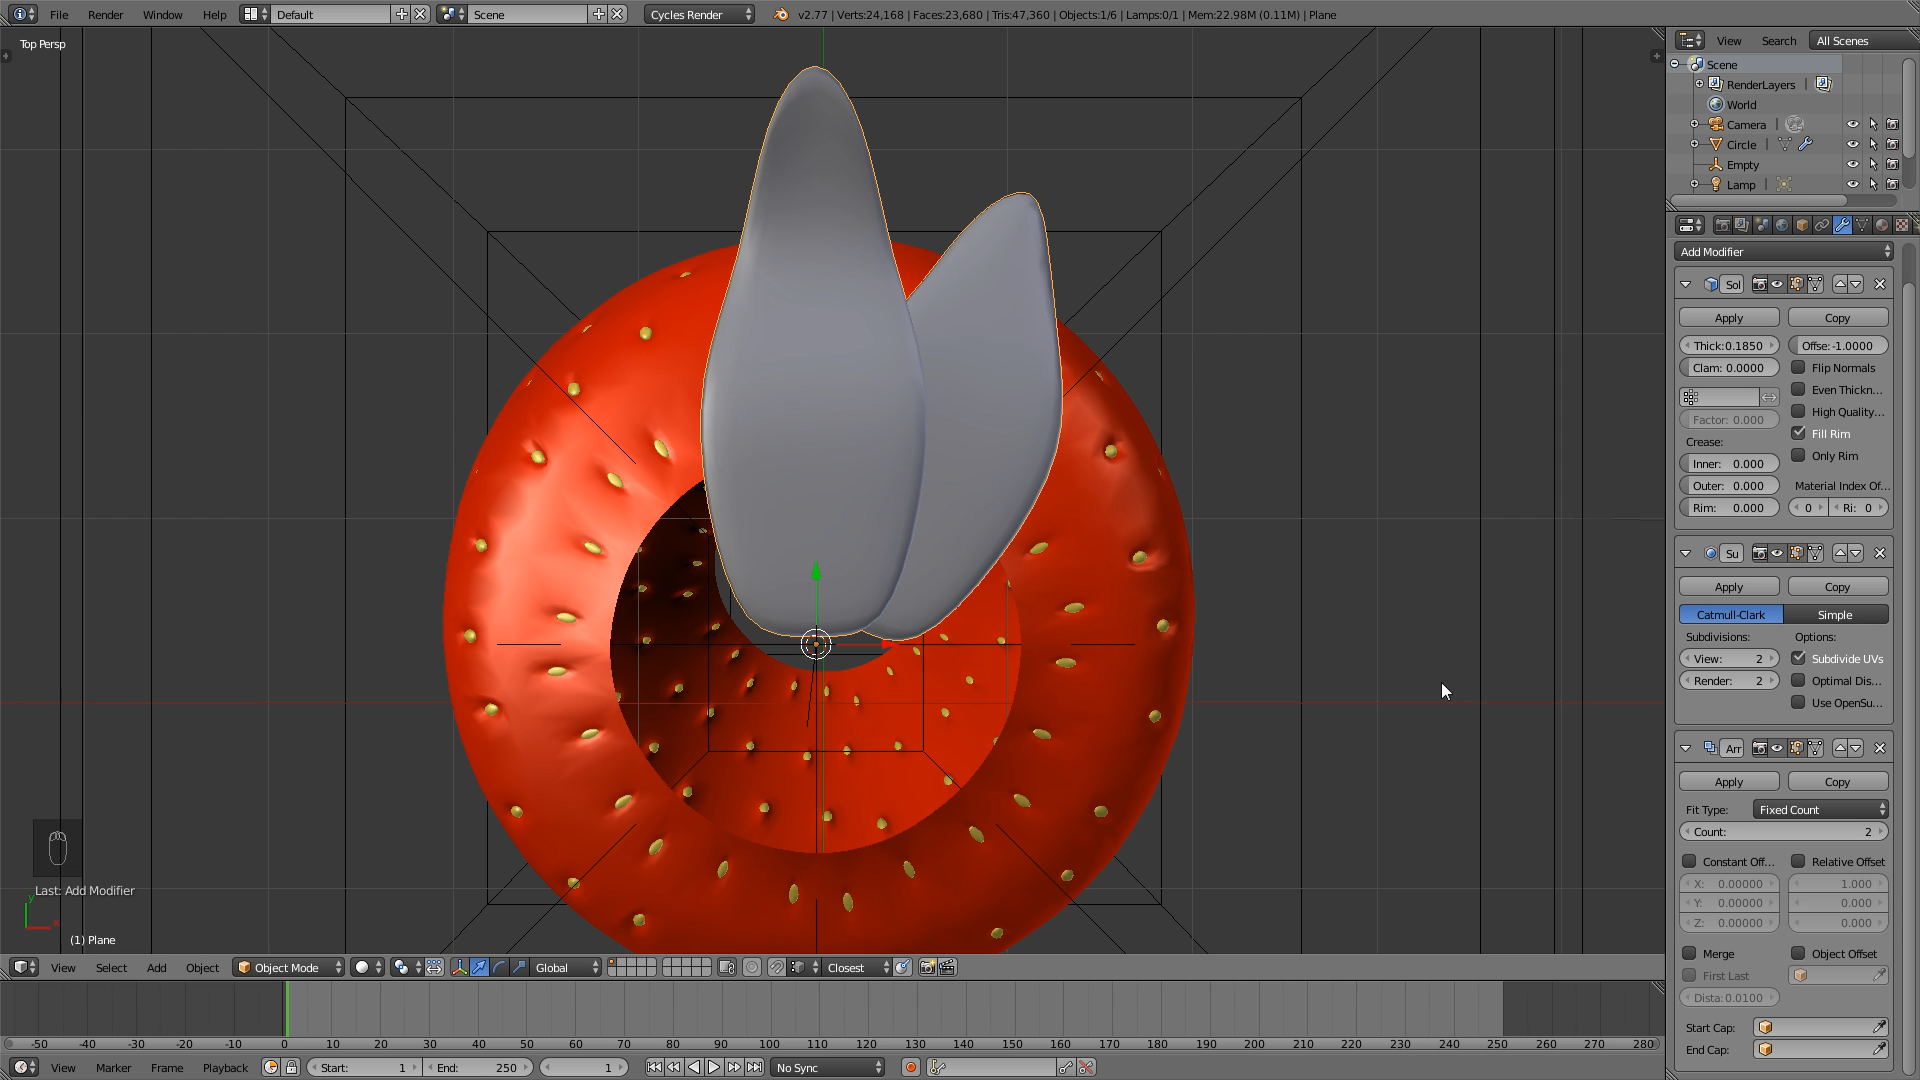 File Render Window Help Default Scene Cycles Render v2.77 | Verts:24,168 | Faces:23,680 | Tris:47,360 | Objects:1/6 | Lamps:0/1 | Mem:22.98M (0.11M) | Plane
Top Persp
View Search All Scenes
Scene
RenderLayers
World
Camera
Circle
Empty
Lamp
Add Modifier
Sol
Apply Copy
Thick:0.1850 Offse:-1.0000
Clam: 0.0000 Flip Normals
Even Thickn...
High Quality...
Factor: 0.000
Fill Rim
Crease:
Only Rim
Inner: 0.000
Outer: 0.000 Material Index Of...
Rim: 0.000 0 Ri: 0
Su
Apply Copy
Catmull-Clark Simple
Subdivisions: Options:
View: 2 Subdivide UVs
Render: 2 Optimal Dis...
Use OpenSu...
Arr
Apply Copy
Fit Type: Fixed Count
Count: 2
Constant Off... Relative Offset
X: 0.00000 1.000
Y: 0.00000 0.000
Z: 0.00000 0.000
Merge Object Offset
First Last
Dista: 0.0100
Start Cap:
End Cap:
Last: Add Modifier
y
(1) Plane
View Select Add Object Object Mode Global Closest
-50 -40 -30 -20 -10 0 10 20 30 40 50 60 70 80 90 100 110 120 130 140 150 160 170 180 190 200 210 220 230 240 250 260 270 280
View Marker Frame Playback Start: 1 End: 250 1 No Sync